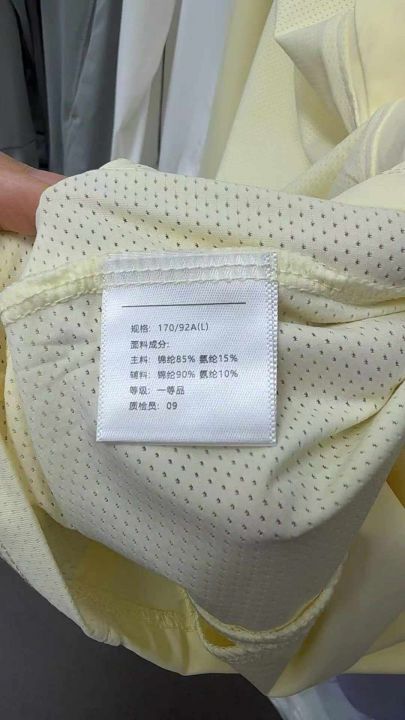 规格: 170/92A(L)
面料成分:
主料: 锦纶85% 氨纶15%
辅料: 锦纶90% 氨纶10%
等级: 一等品
质检员: 09